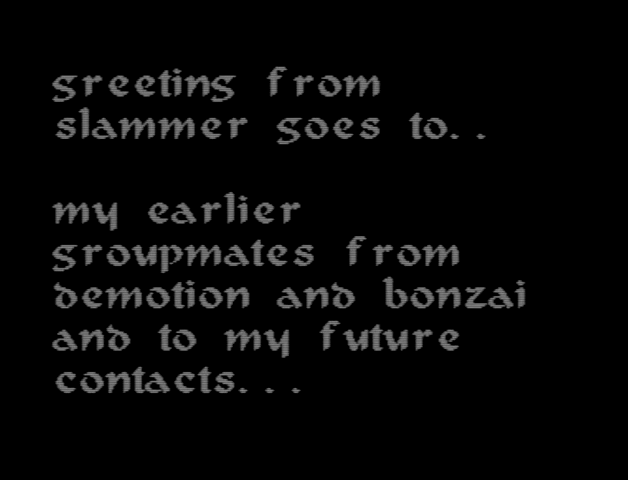 greeting from
slammer goes to..
my earlier
groupmates from
demotion and bonzai
and to my future
contacts...